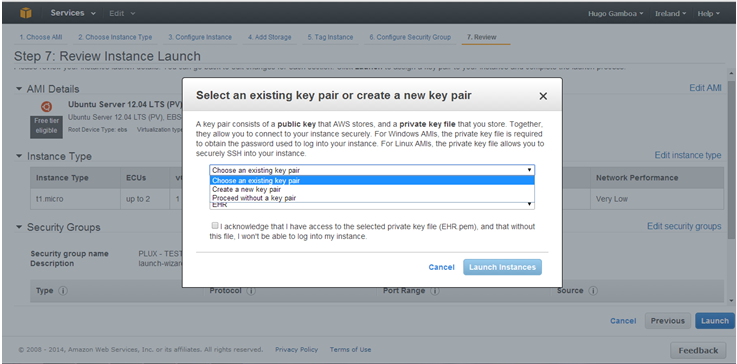 Services Edit Hugo Gamboa Ireland Help
1. Choose AMI 2. Choose Instance Type 3. Configure Instance 4. Add Storage 5. Tag Instance 6. Configure Security Group 7. Review
Step 7: Review Instance Launch
AMI Details Edit AMI
Ubuntu Server 12.04 LTS (PV)
Free tier eligible
Ubuntu Server 12.04 LTS (PV), EBS
Root Device Type: ebs Virtualization type
Instance Type Edit instance type
Instance Type ECUs Network Performance
t1.micro up to 2 1 Very Low
Security Groups Edit security groups
Security group name PLUX - TEST
Description launch-wizar
Type Protocol Port Range Source
Select an existing key pair or create a new key pair
A key pair consists of a public key that AWS stores, and a private key file that you store. Together,
they allow you to connect to your instance securely. For Windows AMIs, the private key file is required
to obtain the password used to log into your instance. For Linux AMIs, the private key file allows you to
securely SSH into your instance.
Choose an existing key pair
Choose an existing key pair
Create a new key pair
Proceed without a key pair
EHR
I acknowledge that I have access to the selected private key file (EHR.pem), and that without
this file, I won't be able to log into my instance.
Cancel Launch Instances
Cancel Previous Launch
© 2008 - 2014, Amazon Web Services, Inc. or its affiliates. All rights reserved. Privacy Policy Terms of Use
Feedback